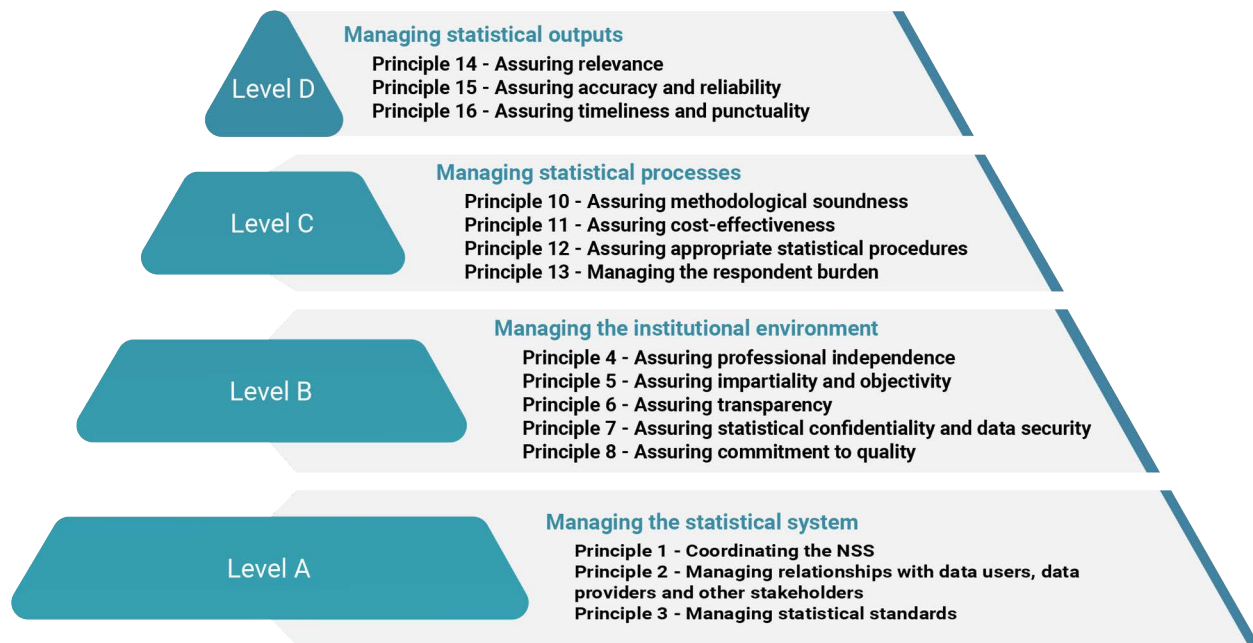 Level D
Managing statistical outputs
Principle 14 - Assuring relevance
Principle 15 - Assuring accuracy and reliability
Principle 16 - Assuring timeliness and punctuality
Level C
Managing statistical processes
Principle 10 - Assuring methodological soundness
Principle 11 - Assuring cost-effectiveness
Principle 12 - Assuring appropriate statistical procedures
Principle 13 - Managing the respondent burden
Level B
Managing the institutional environment
Principle 4 - Assuring professional independence
Principle 5 - Assuring impartiality and objectivity
Principle 6 - Assuring transparency
Principle 7 - Assuring statistical confidentiality and data security
Principle 8 - Assuring commitment to quality
Level A
Managing the statistical system
Principle 1 - Coordinating the NSS
Principle 2 - Managing relationships with data users, data
providers and other stakeholders
Principle 3 - Managing statistical standards